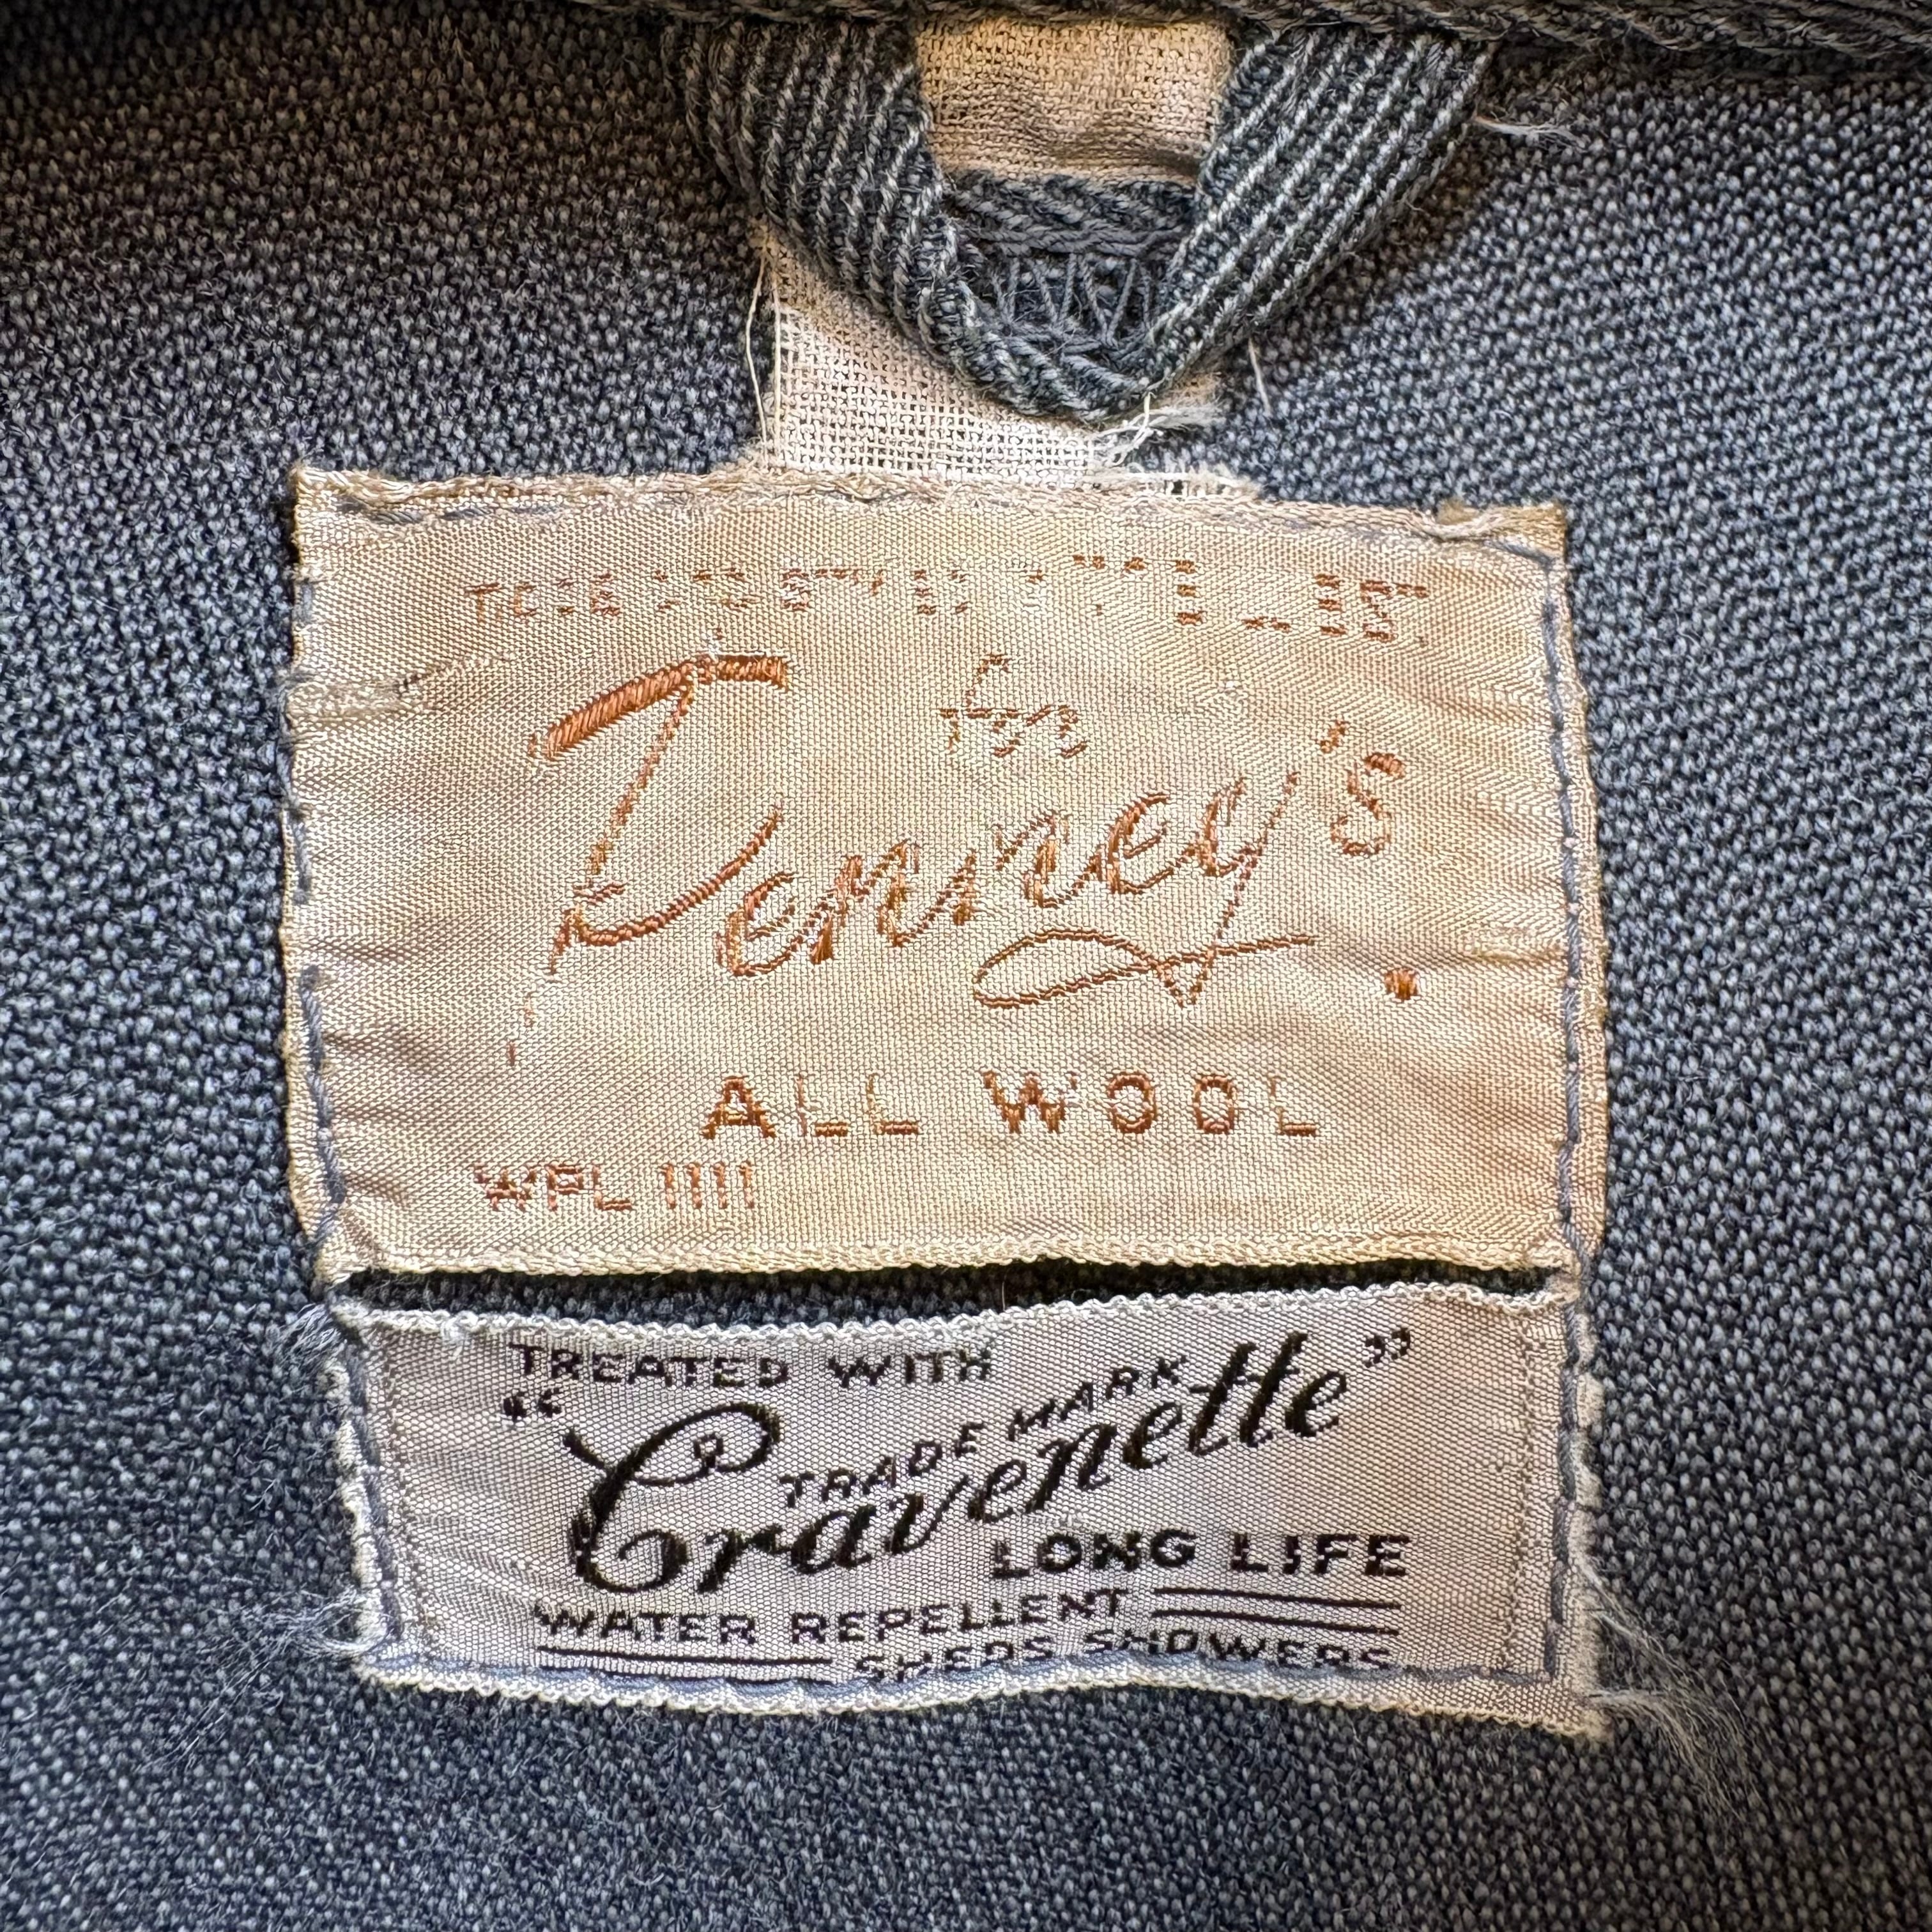 for
Penney's
ALL WOOL
WPL 1111
TREATED WITH
TRADE MARK
"Cravenette"
LONG LIFE
WATER REPELLENT
SHEDS SHOWERS